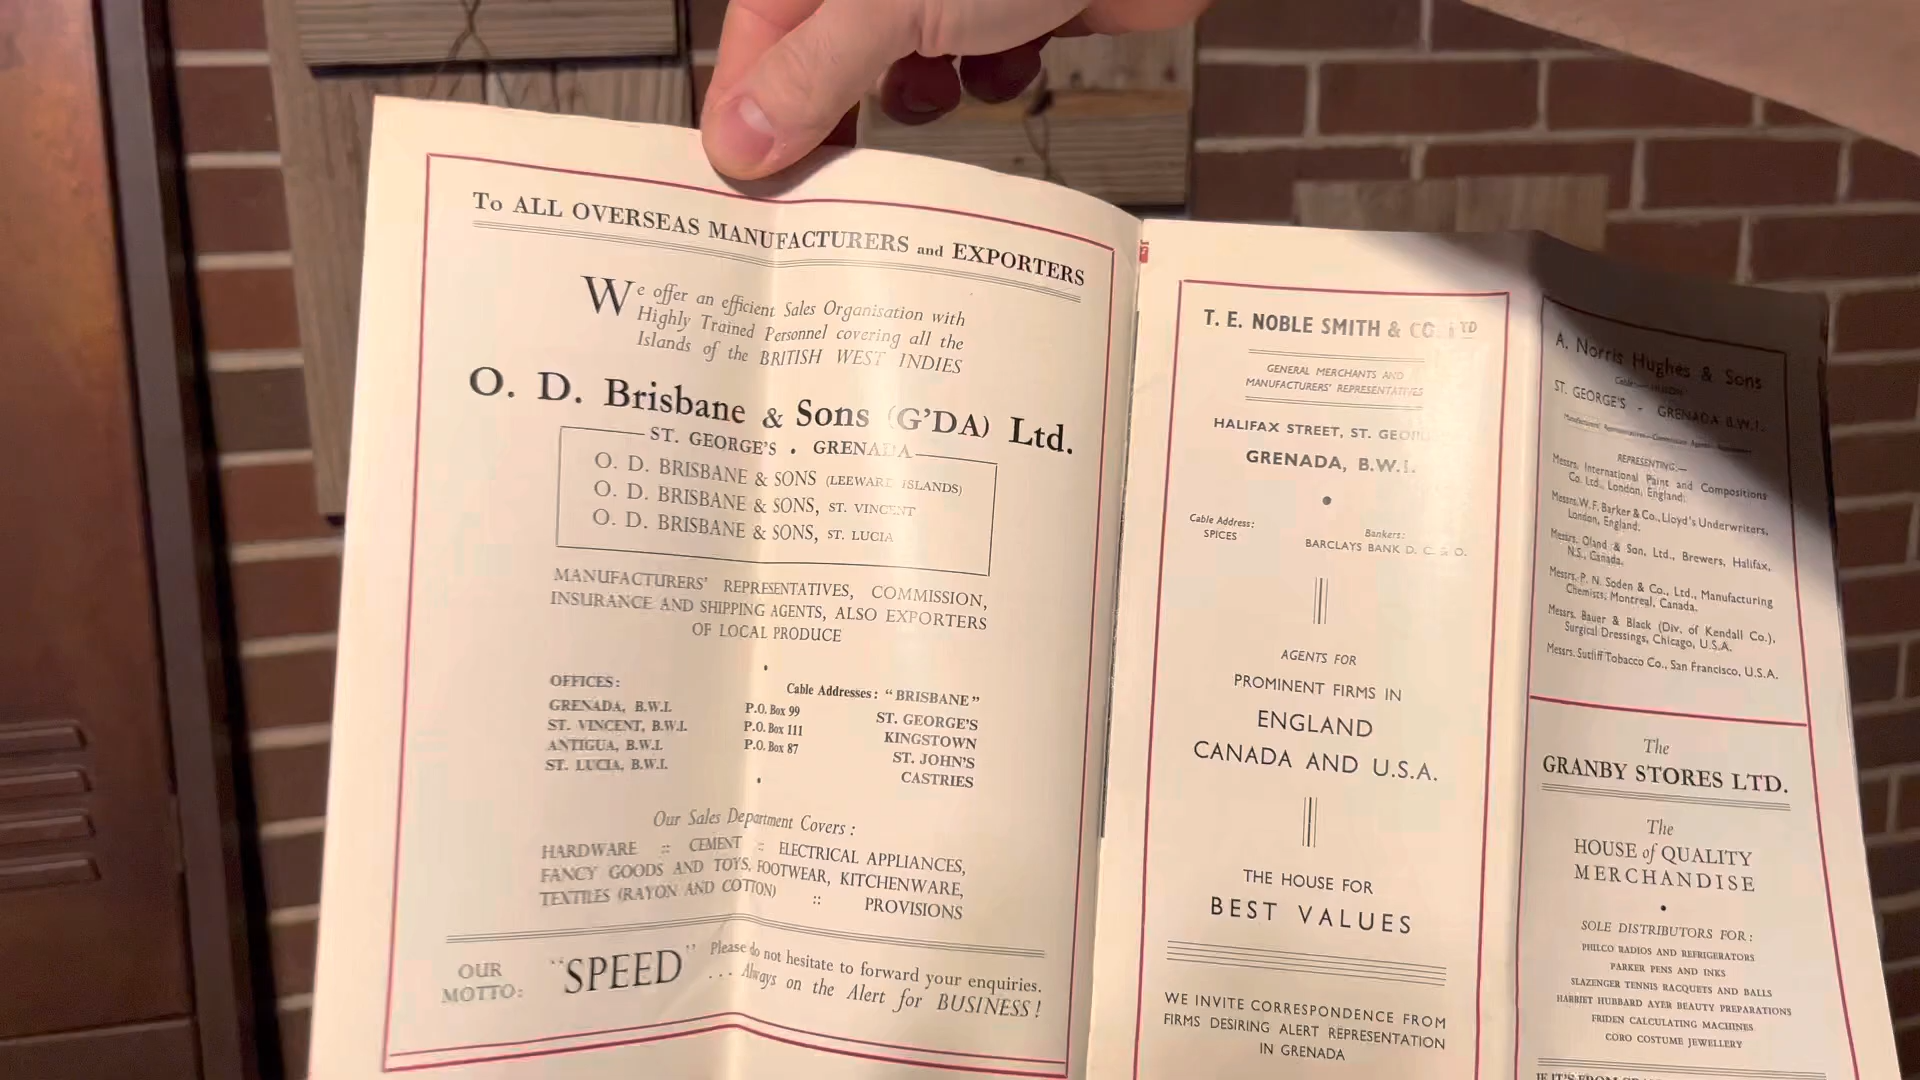 To ALL OVERSEAS MANUFACTURERS and EXPORTERS
We offer an efficient Sales Organisation with
Highly Trained Personnel covering all the
Islands of the BRITISH WEST INDIES
O. D. Brisbane & Sons (G'DA) Ltd.
ST. GEORGE'S . GRENADA
O. D. BRISBANE & SONS (LEEWARD ISLANDS)
O. D. BRISBANE & SONS, ST. VINCENT
O. D. BRISBANE & SONS, ST. LUCIA
MANUFACTURERS' REPRESENTATIVES, COMMISSION,
INSURANCE AND SHIPPING AGENTS, ALSO EXPORTERS
OF LOCAL PRODUCE
OFFICES: Cable Addresses: "BRISBANE"
GRENADA, B.W.I. P.O. Box 99 ST. GEORGE'S
ST. VINCENT, B.W.I. P.O. Box 111 KINGSTOWN
ANTIGUA, B.W.I. P.O. Box 87 ST. JOHN'S
ST. LUCIA, B.W.I. CASTRIES
Our Sales Department Covers:
HARDWARE :: CEMENT :: ELECTRICAL APPLIANCES,
FANCY GOODS AND TOYS, FOOTWEAR, KITCHENWARE,
TEXTILES (RAYON AND COTTON) :: PROVISIONS
OUR MOTTO: "SPEED" Please do not hesitate to forward your enquiries.
... Always on the Alert for BUSINESS!
T. E. NOBLE SMITH & CO. LTD
GENERAL MERCHANTS AND
MANUFACTURERS' REPRESENTATIVES
HALIFAX STREET, ST. GEORGE
GRENADA, B.W.I.
Cable Address:
SPICES
Bankers:
BARCLAYS BANK D. C. & O.
AGENTS FOR
PROMINENT FIRMS IN
ENGLAND
CANADA AND U.S.A.
THE HOUSE FOR
BEST VALUES
WE INVITE CORRESPONDENCE FROM
FIRMS DESIRING ALERT REPRESENTATION
IN GRENADA
A. Norris Hughes & Sons
ST. GEORGE'S - GRENADA B.W.I.
REPRESENTING:—
Messrs. International Paint and Compositions
Co. Ltd., London, England.
Messrs. W. F. Barker & Co., Lloyd's Underwriters,
London, England.
Messrs. Oland & Son, Ltd., Brewers, Halifax,
N.S., Canada.
Messrs. P. N. Soden & Co., Ltd., Manufacturing
Chemists, Montreal, Canada.
Messrs. Bauer & Black (Div. of Kendall Co.),
Surgical Dressings, Chicago, U.S.A.
Messrs. Sutliff Tobacco Co., San Francisco, U.S.A.
The
GRANBY STORES LTD.
The
HOUSE of QUALITY
MERCHANDISE
SOLE DISTRIBUTORS FOR:
PHILCO RADIOS AND REFRIGERATORS
PARKER PENS AND INKS
SLAZENGER TENNIS RACQUETS AND BALLS
HARRIET HUBBARD AYER BEAUTY PREPARATIONS
FRIDEN CALCULATING MACHINES
CORO COSTUME JEWELLERY